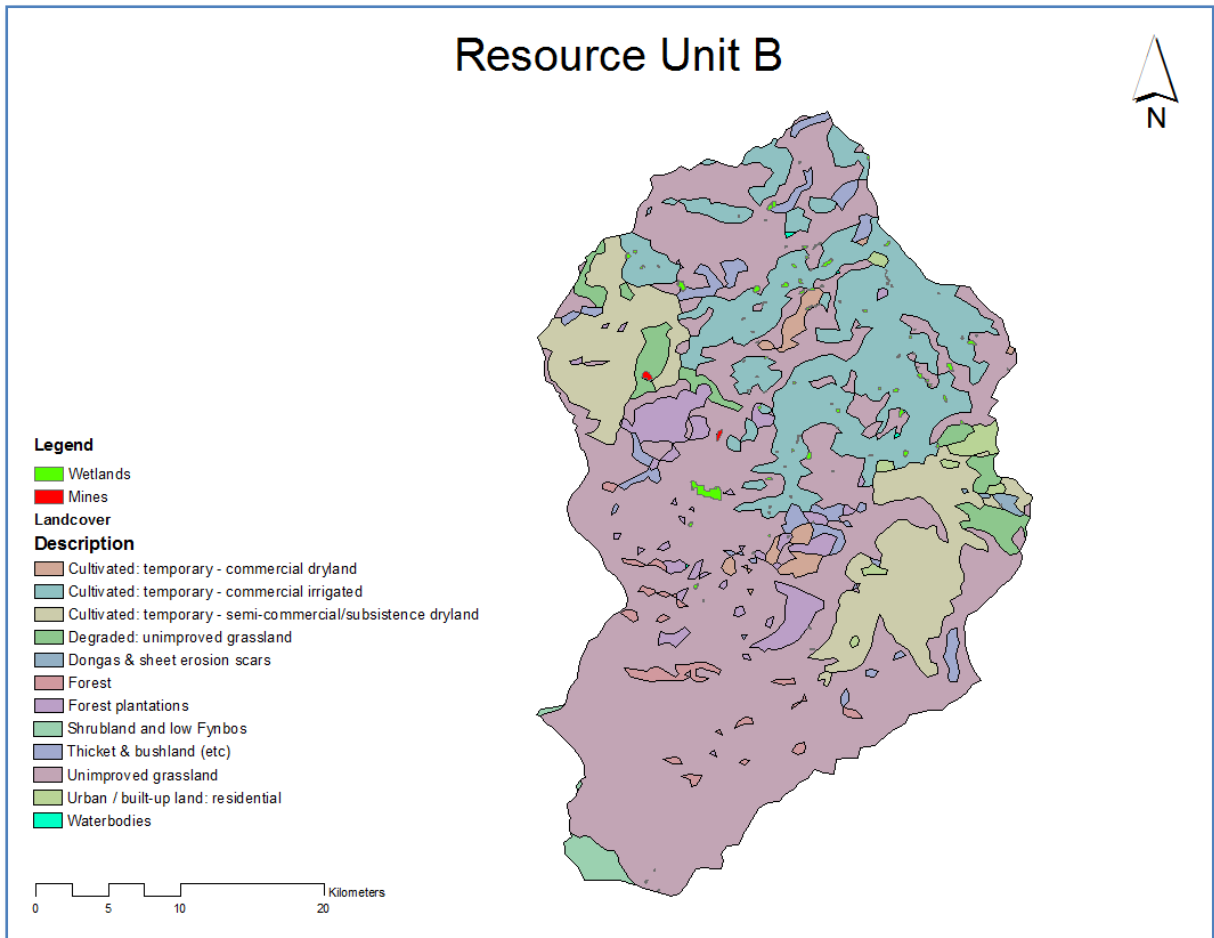 Resource Unit B
N
Legend
Wetlands
Mines
Landcover
Description
Cultivated: temporary - commercial dryland
Cultivated: temporary - commercial irrigated
Cultivated: temporary - semi-commercial/subsistence dryland
Degraded: unimproved grassland
Dongas & sheet erosion scars
Forest
Forest plantations
Shrubland and low Fynbos
Thicket & bushland (etc)
Unimproved grassland
Urban / built-up land: residential
Waterbodies
Kilometers
0 5 10 20